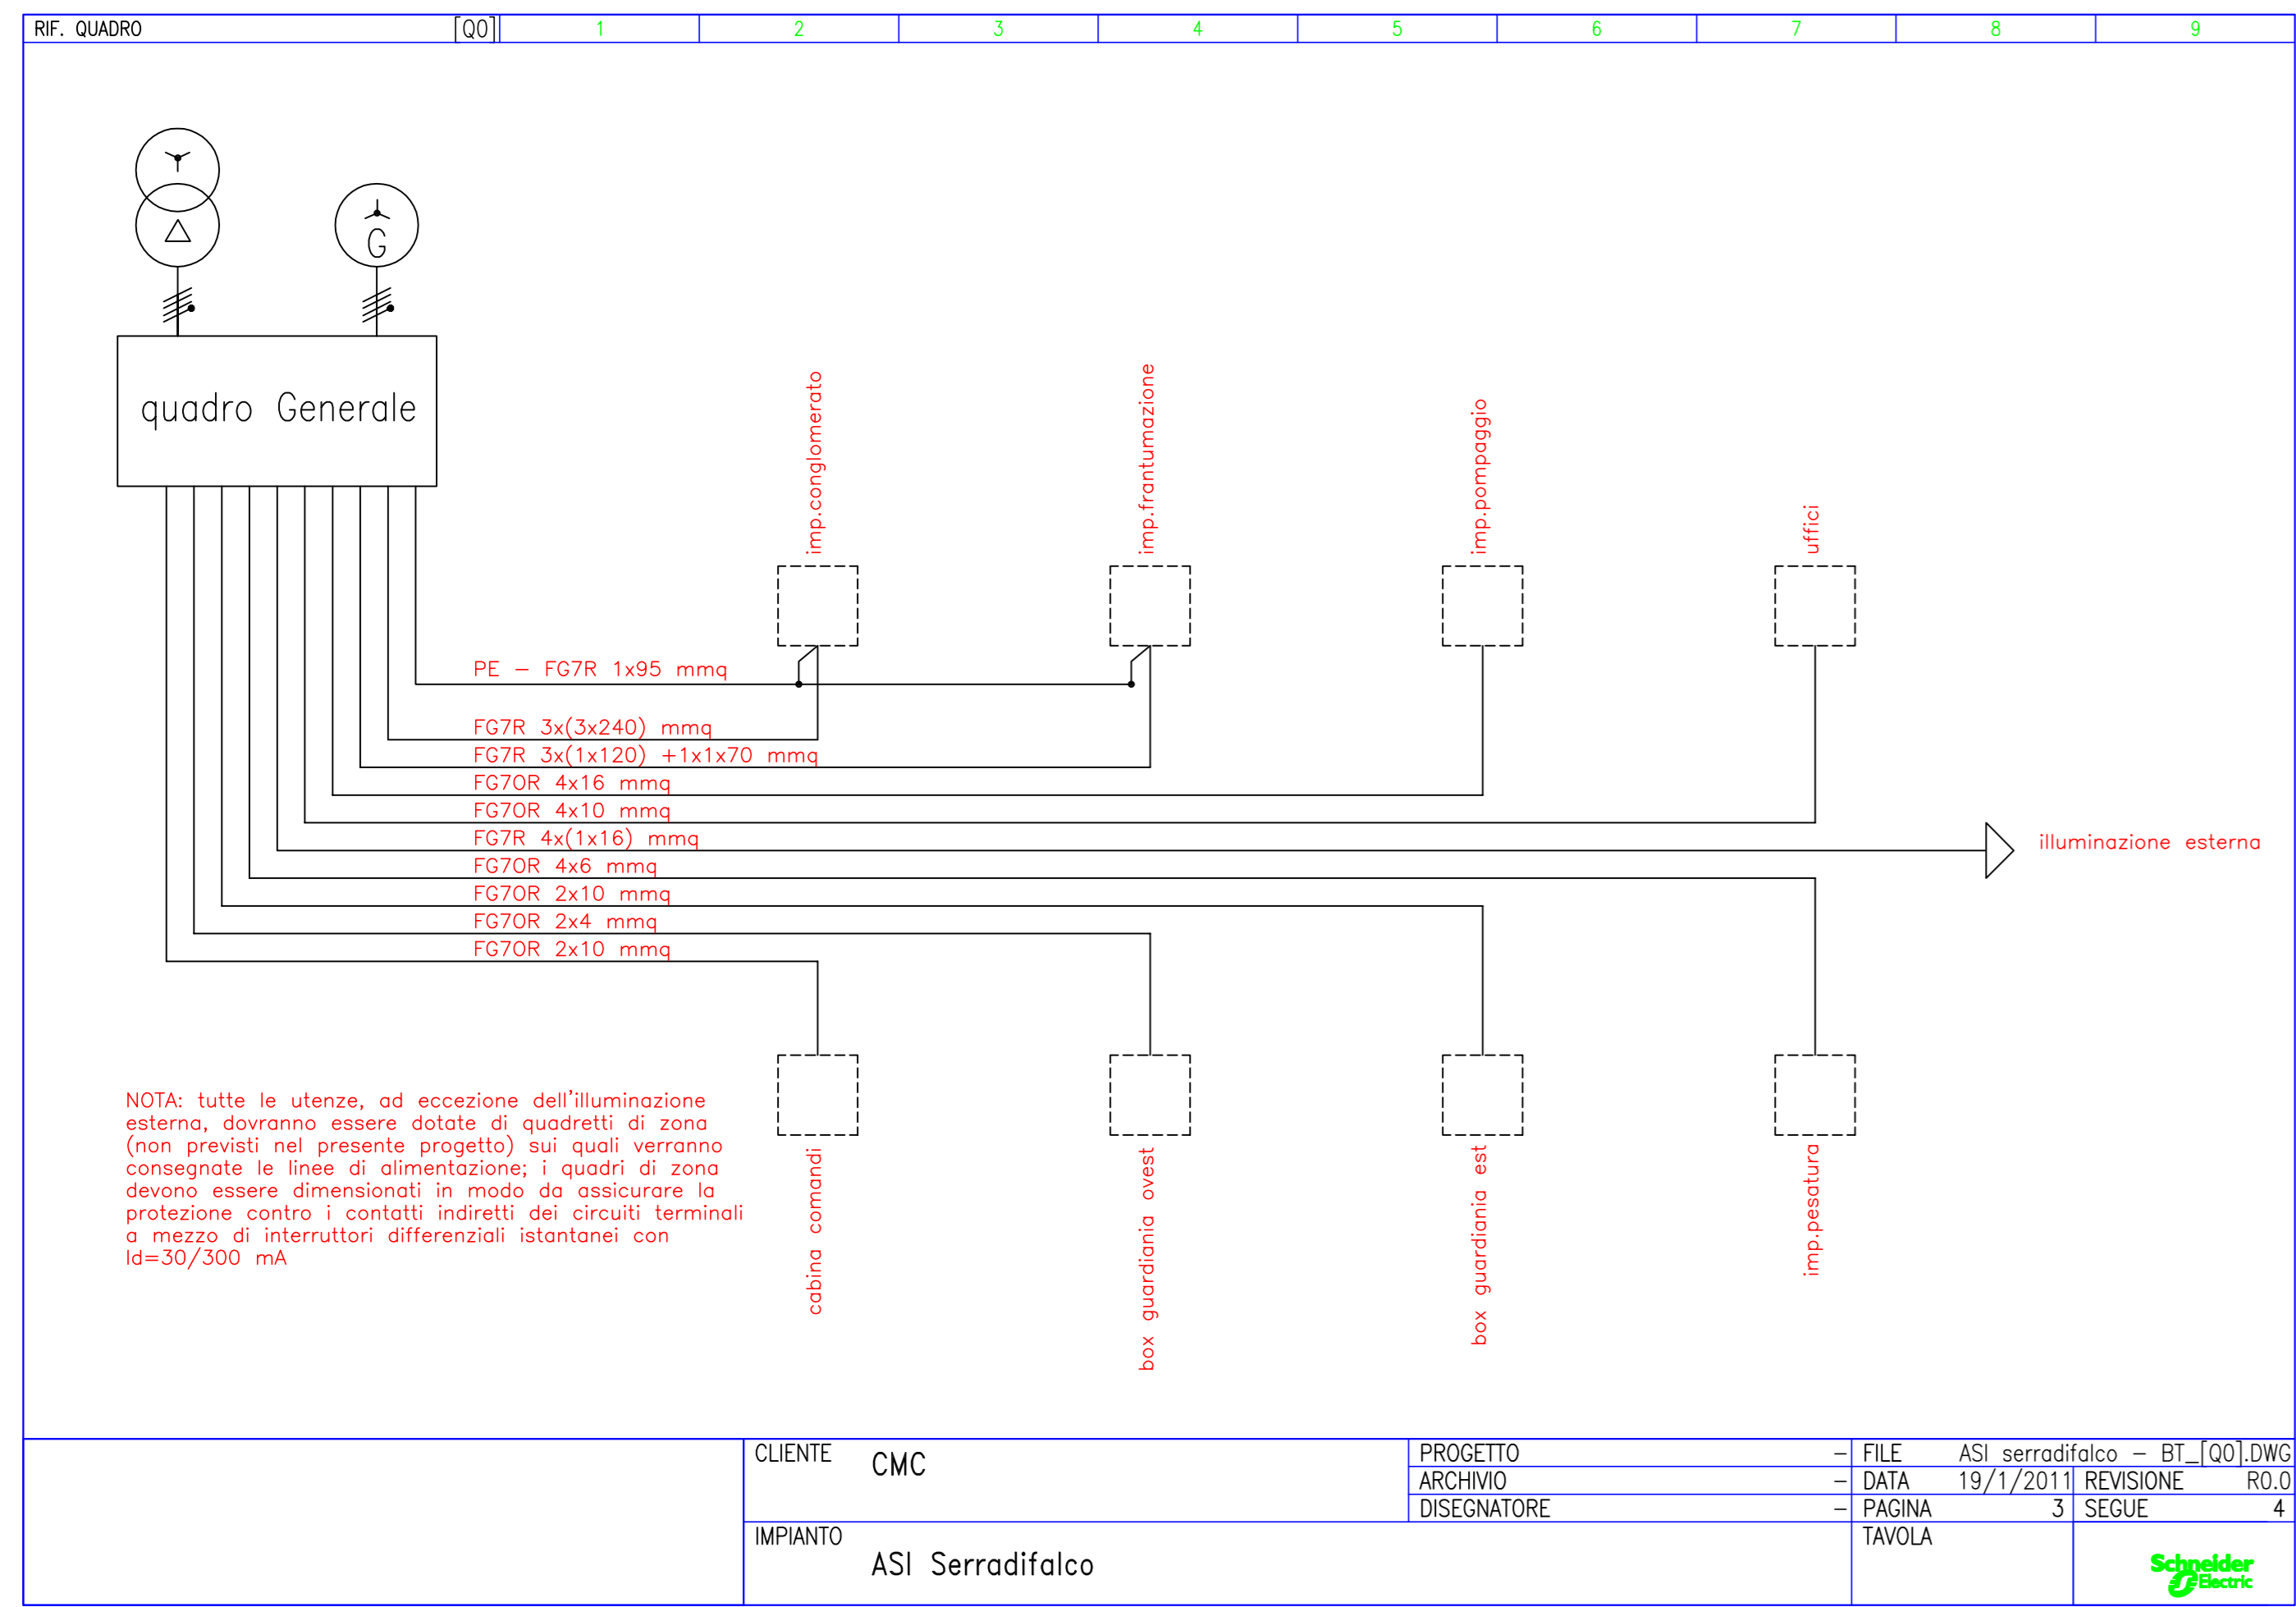 RIF. QUADRO [Q0] 1 2 3 4 5 6 7 8 9
G
quadro Generale
imp.conglomerato
imp.frantumazione
imp.pompaggio
uffici
PE - FG7R 1x95 mmq
FG7R 3x(3x240) mmq
FG7R 3x(1x120) +1x1x70 mmq
FG7OR 4x16 mmq
FG7OR 4x10 mmq
FG7R 4x(1x16) mmq
illuminazione esterna
FG7OR 4x6 mmq
FG7OR 2x10 mmq
FG7OR 2x4 mmq
FG7OR 2x10 mmq
NOTA: tutte le utenze, ad eccezione dell'illuminazione
esterna, dovranno essere dotate di quadretti di zona
(non previsti nel presente progetto) sui quali verranno
consegnate le linee di alimentazione; i quadri di zona
devono essere dimensionati in modo da assicurare la
protezione contro i contatti indiretti dei circuiti terminali
a mezzo di interruttori differenziali istantanei con
Id=30/300 mA
cabina comandi
box guardiania ovest
box guardiania est
imp.pesatura
CLIENTE CMC
PROGETTO -
FILE ASI serradifalco - BT_[Q0].DWG
ARCHIVIO -
DATA 19/1/2011 REVISIONE R0.0
DISEGNATORE -
PAGINA 3 SEGUE 4
IMPIANTO ASI Serradifalco
TAVOLA
Schneider
Electric